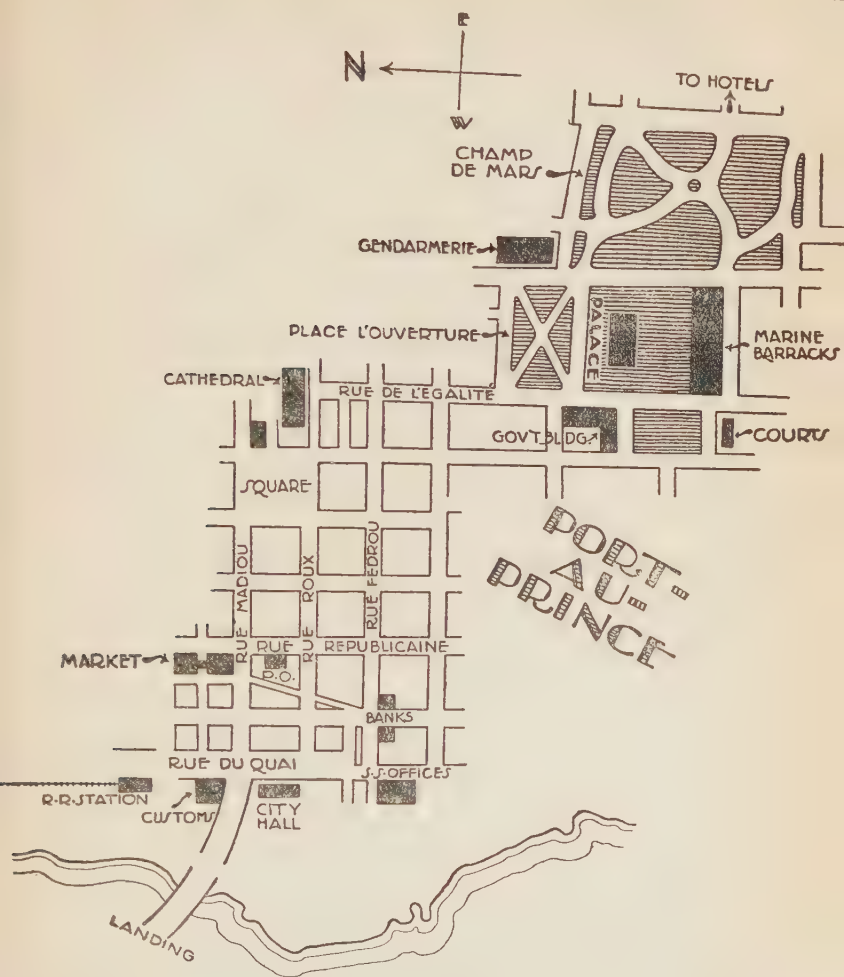 E
N
W
TO HOTELS
CHAMP
DE MARS
GENDARMERIE
PLACE L'OUVERTURE
PALACE
MARINE
BARRACKS
CATHEDRAL
RUE DE L'EGALITE
GOV'T. BLDG.
COURTS
SQUARE
PORT-
AU-
PRINCE
RUE MADIOU
RUE ROUX
RUE FEDROU
MARKET
RUE REPUBLICAINE
P.O.
BANKS
RUE DU QUAI
S.S. OFFICES
R.R. STATION
CUSTOMS
CITY
HALL
LANDING